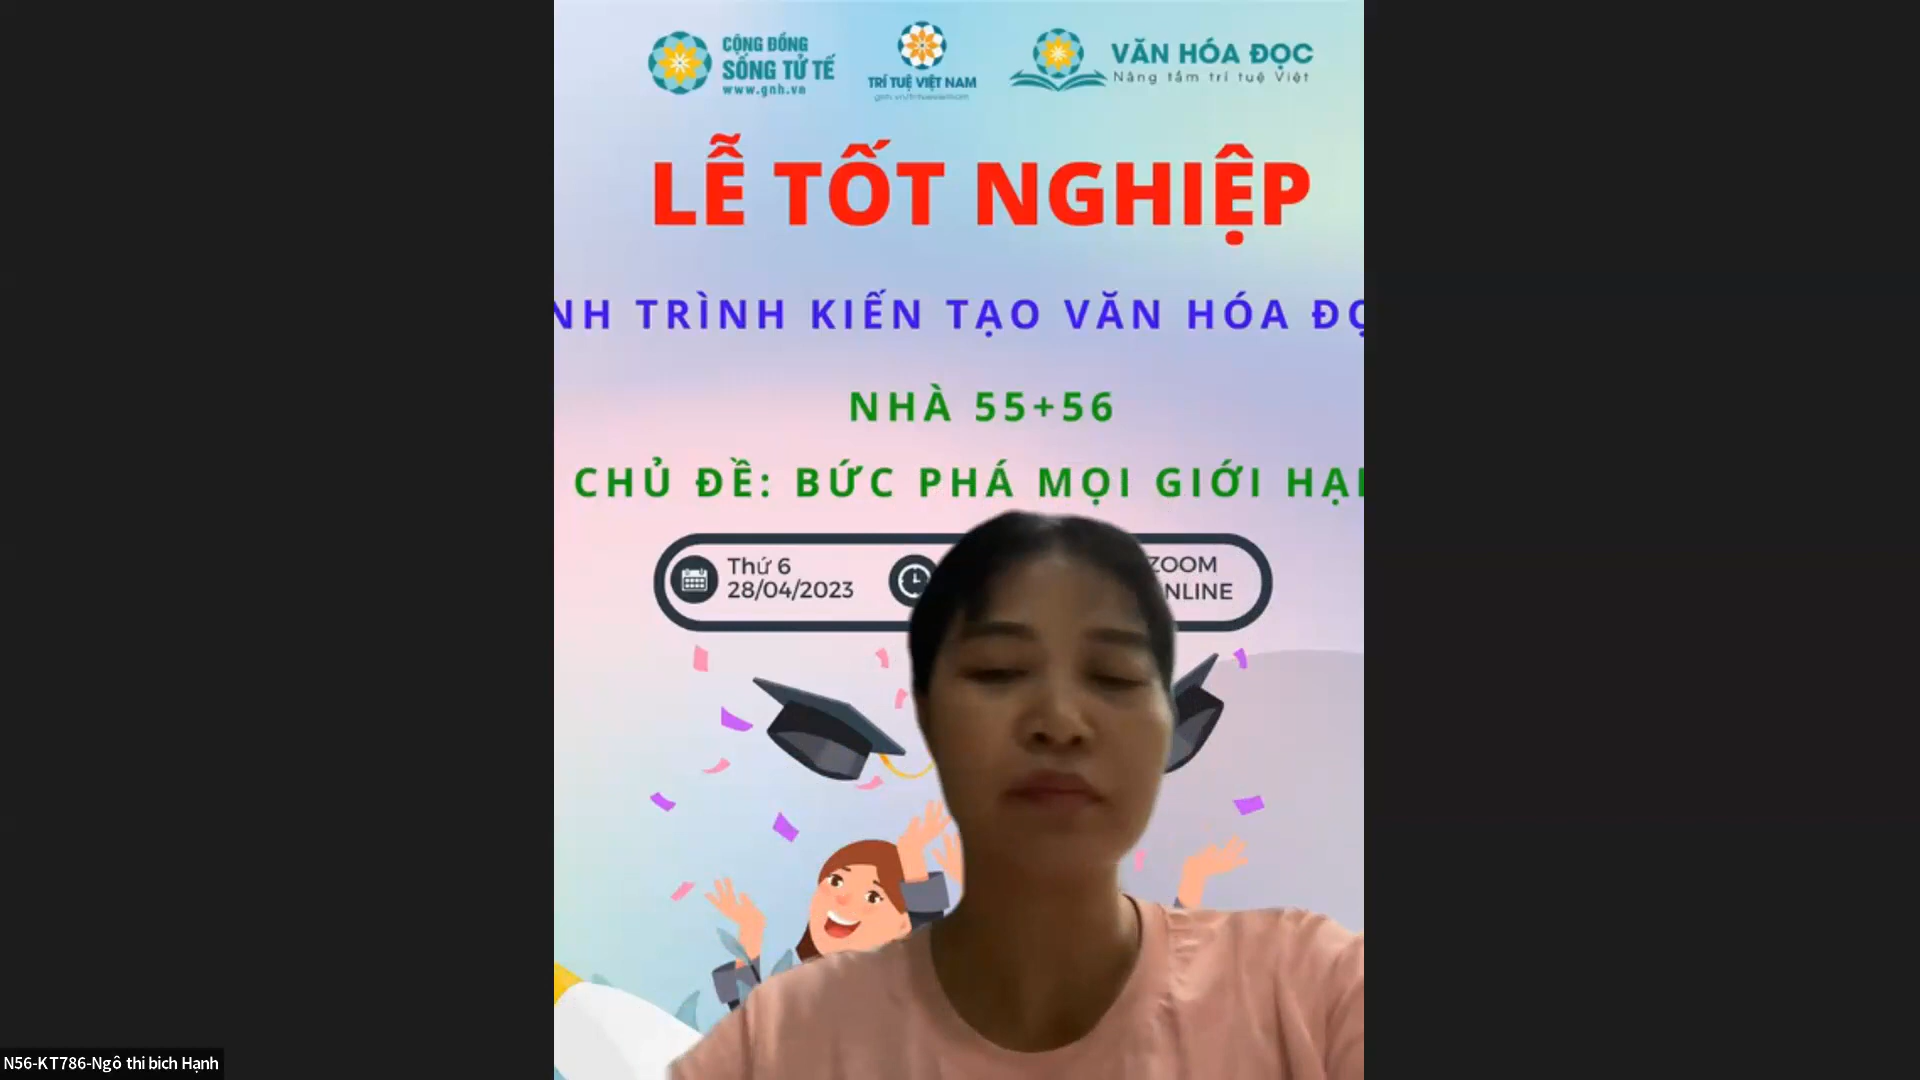 CỘNG ĐỒNG
SỐNG TỬ TẾ
www.gnh.vn
TRÍ TUỆ VIỆT NAM
VĂN HÓA ĐỌC
Nâng tầm trí tuệ Việt
LỄ TỐT NGHIỆP
NH TRÌNH KIẾN TẠO VĂN HÓA ĐỌ
NHÀ 55+56
CHỦ ĐỀ: BỨC PHÁ MỌI GIỚI HẠ
Thứ 6
28/04/2023
ZOOM
NLINE
N56-KT786-Ngô thi bich Hạnh